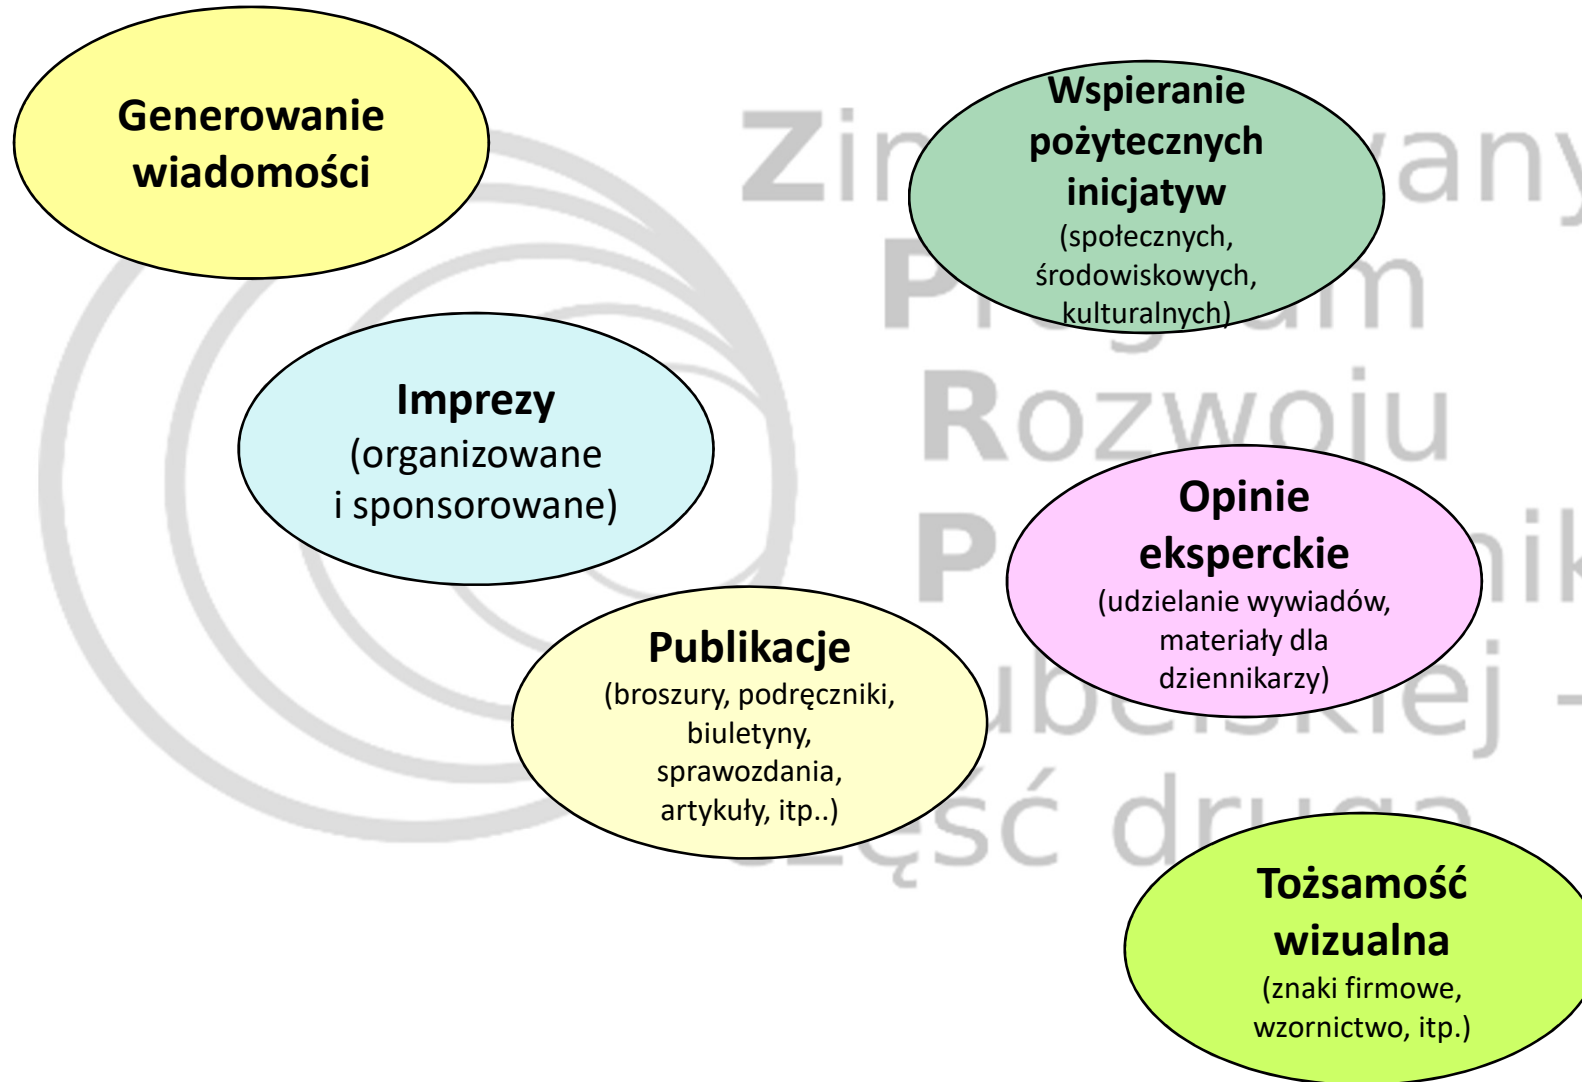 Generowanie
wiadomości
Wspieranie
pożytecznych
inicjatyw
(społecznych,
środowiskowych,
kulturalnych)
Imprezy
(organizowane
i sponsorowane)
Rozwoju
Opinie
eksperckie
(udzielanie wywiadów,
materiały dla
dziennikarzy)
Publikacje
(broszury, podręczniki,
biuletyny,
sprawozdania,
artykuły, itp..)
Tożsamość
wizualna
(znaki firmowe,
wzornictwo, itp.)